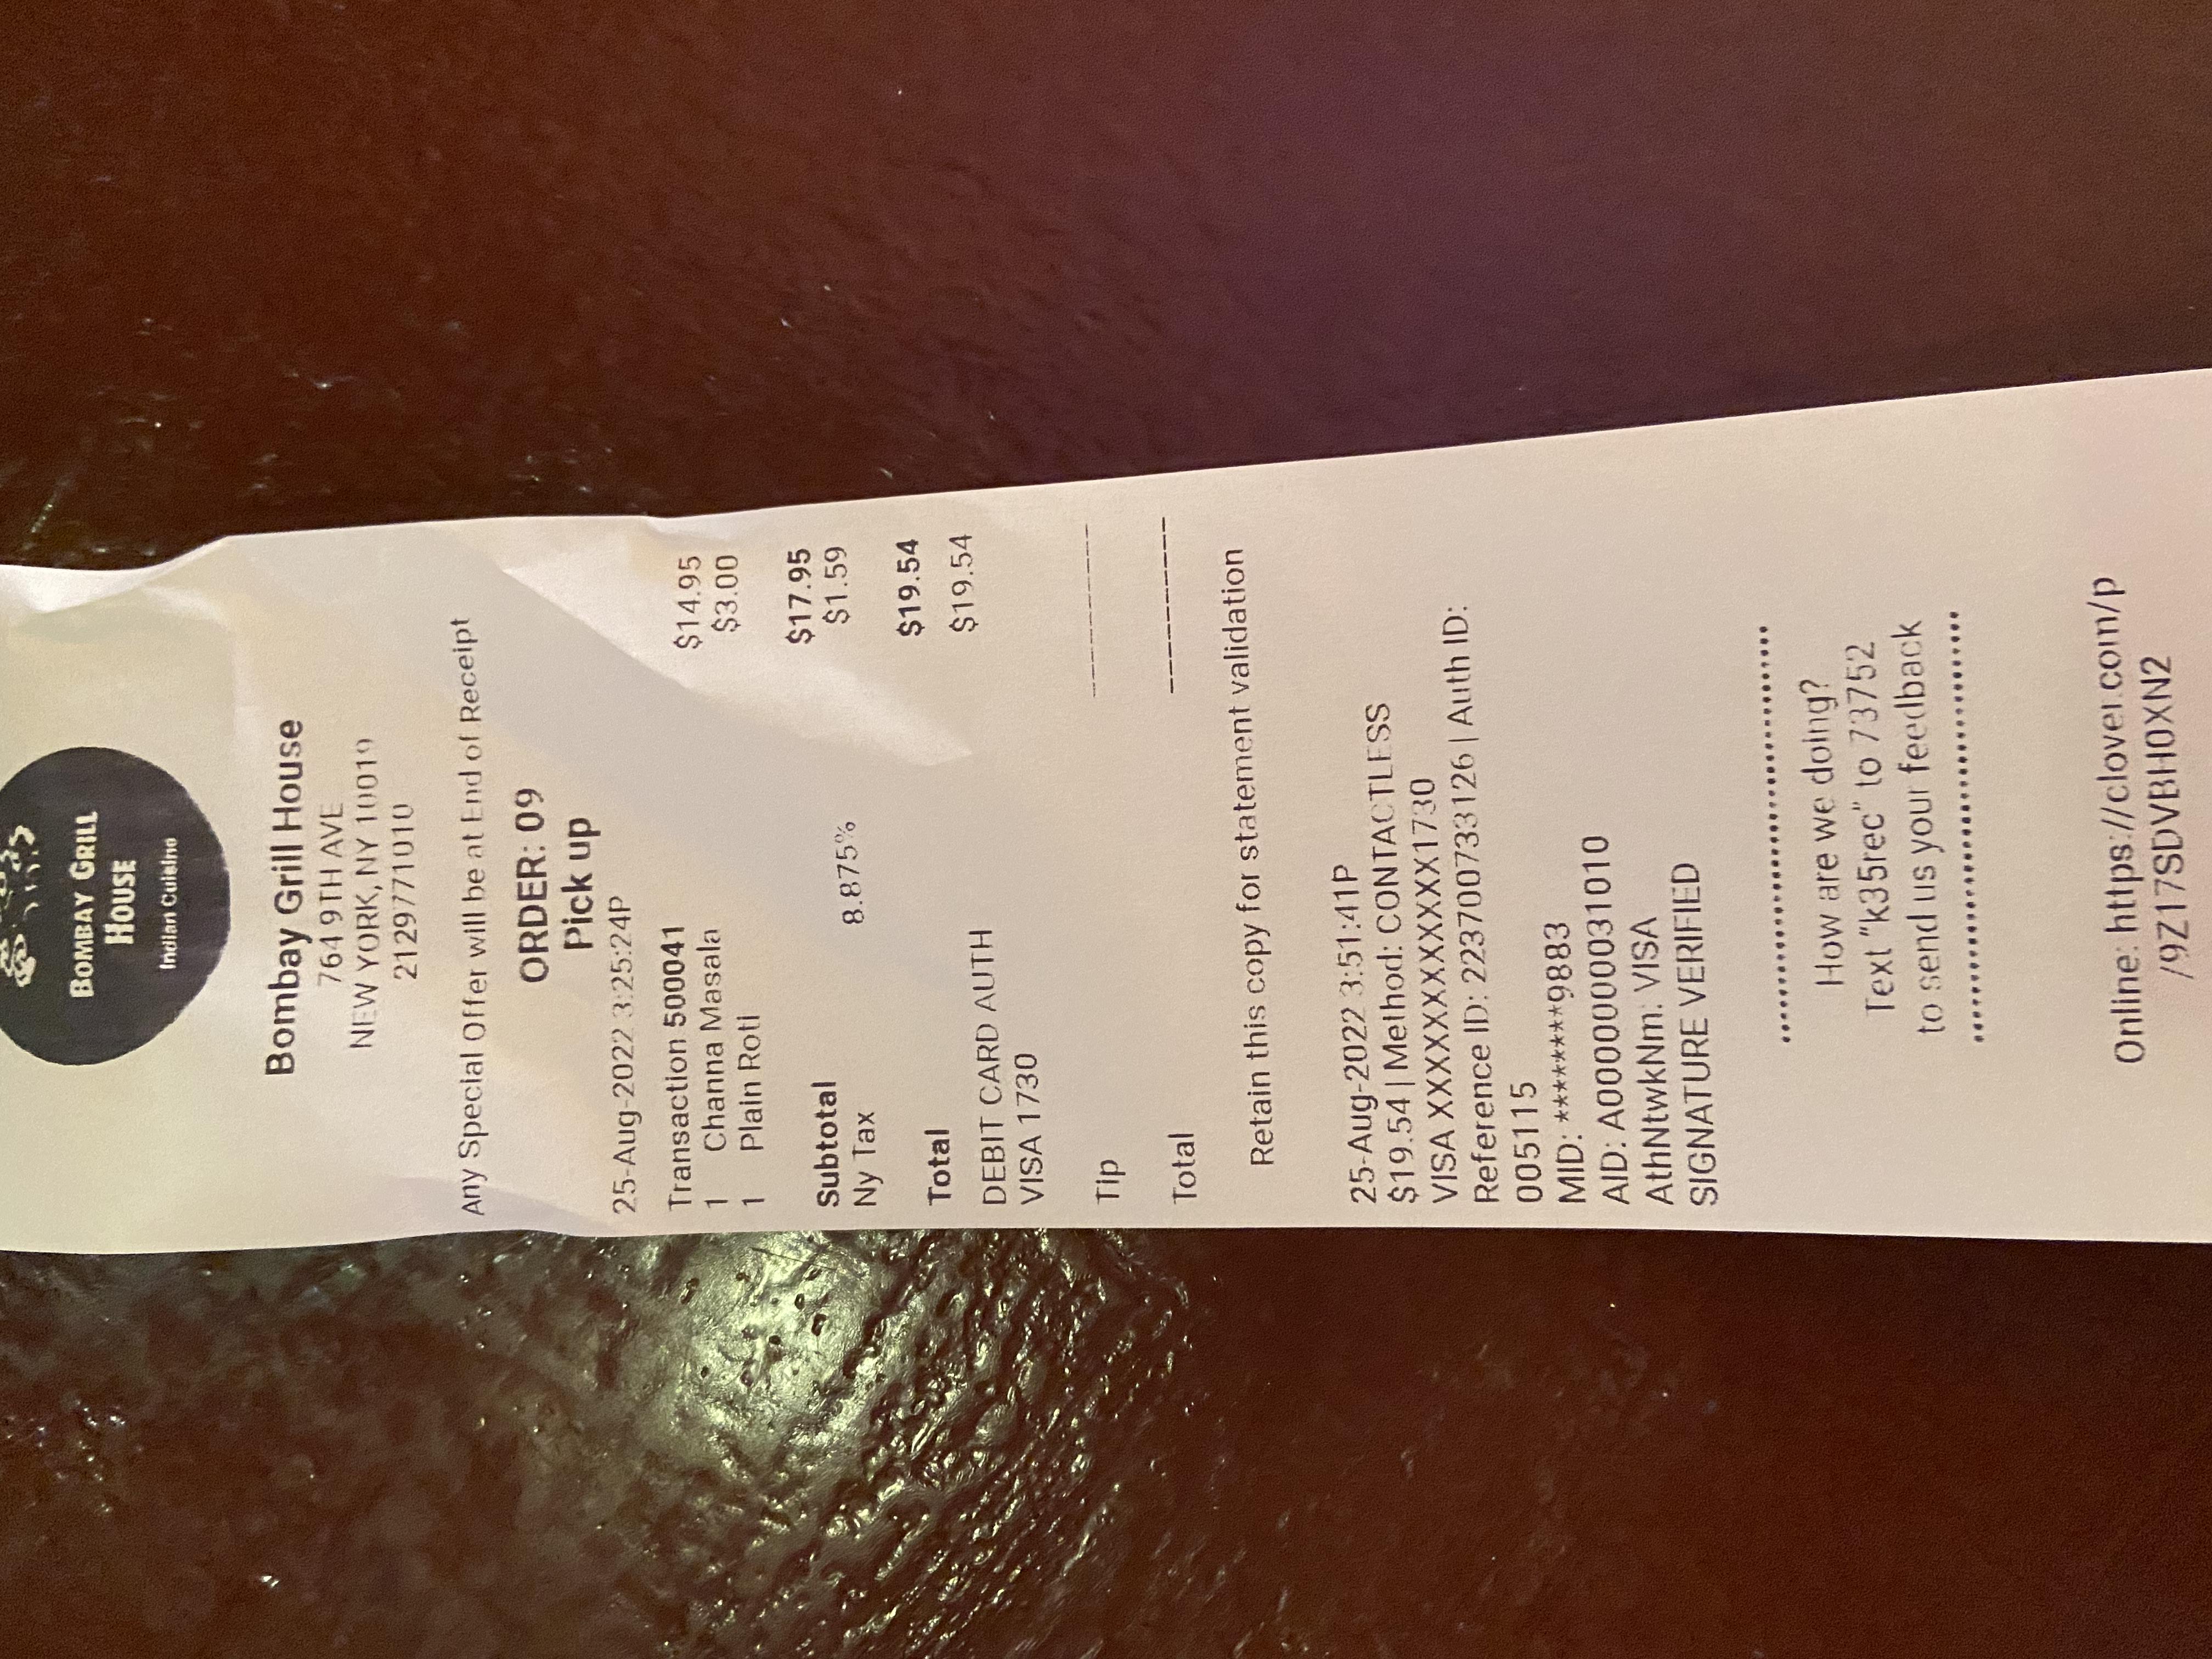 BOMBAY GRILL
HOUSE
Indian Cuisine
Bombay Grill House
764 9TH AVE
NEW YORK, NY 10019
2129771010
Any Special Offer will be at End of Receipt
ORDER: 09
Pick up
25-Aug-2022 3:25:24P
Transaction 500041
1 Channa Masala $14.95
1 Plain Roti $3.00
Subtotal $17.95
Ny Tax 8.875% $1.59
Total $19.54
DEBIT CARD AUTH $19.54
VISA 1730
Tip __________
Total __________
Retain this copy for statement validation
25-Aug-2022 3:51:41P
$19.54 | Method: CONTACTLESS
VISA XXXXXXXXXXXX1730
Reference ID: 223700733126 | Auth ID:
005115
MID: ********9883
AID: A0000000031010
AthNtwkNm: VISA
SIGNATURE VERIFIED
How are we doing?
Text "k35rec" to 73752
to send us your feedback
Online: https://clover.com/p
/9Z17SDVBH0XN2